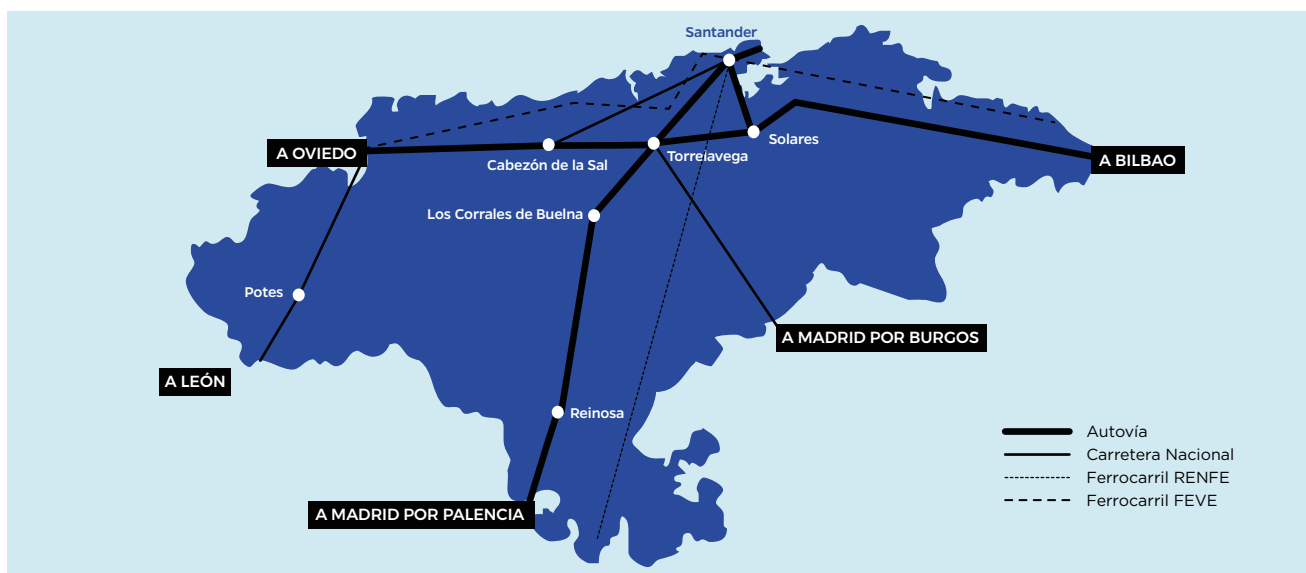 Santander
A OVIEDO
Cabezón de la Sal
Torrelavega
Solares
A BILBAO
Los Corrales de Buelna
Potes
A MADRID POR BURGOS
A LEÓN
Reinosa
A MADRID POR PALENCIA
Autovía
Carretera Nacional
Ferrocarril RENFE
Ferrocarril FEVE